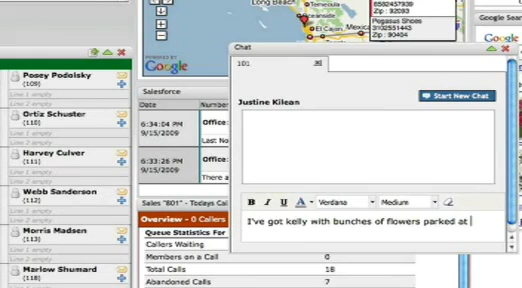 Long Beach
Temecula
Oceanside
El Cajon
Mexica
8582457939
Zip: 92093
Pegasus Shoes
3102551443
Zip: 90404
POWERED BY
Google
Google Sear
Google
Chat
101
Start New Chat
Justine Kilean
B I U A Verdana Medium
I've got kelly with bunches of flowers parked at
Posey Podolsky
(109)
Line 1 empty
Line 2 empty
Ortiz Schuster
(110)
Line 1 empty
Line 2 empty
Harvey Culver
(111)
Line 1 empty
Line 2 empty
Webb Sanderson
(112)
Line 1 empty
Line 2 empty
Morris Madsen
(113)
Line 1 empty
Line 2 empty
Marlow Shumard
(118)
Line 1 empty
Salesforce
Date Number
6:34:04 PM
9/15/2009
Office:
Last No
6:33:26 PM
9/15/2009
Office:
There a
Sales "801" - Todays Cal
Overview - 0 Callers
Queue Statistics For
Callers Waiting
Members on a Call 0
Total Calls 18
Abandoned Calls 7